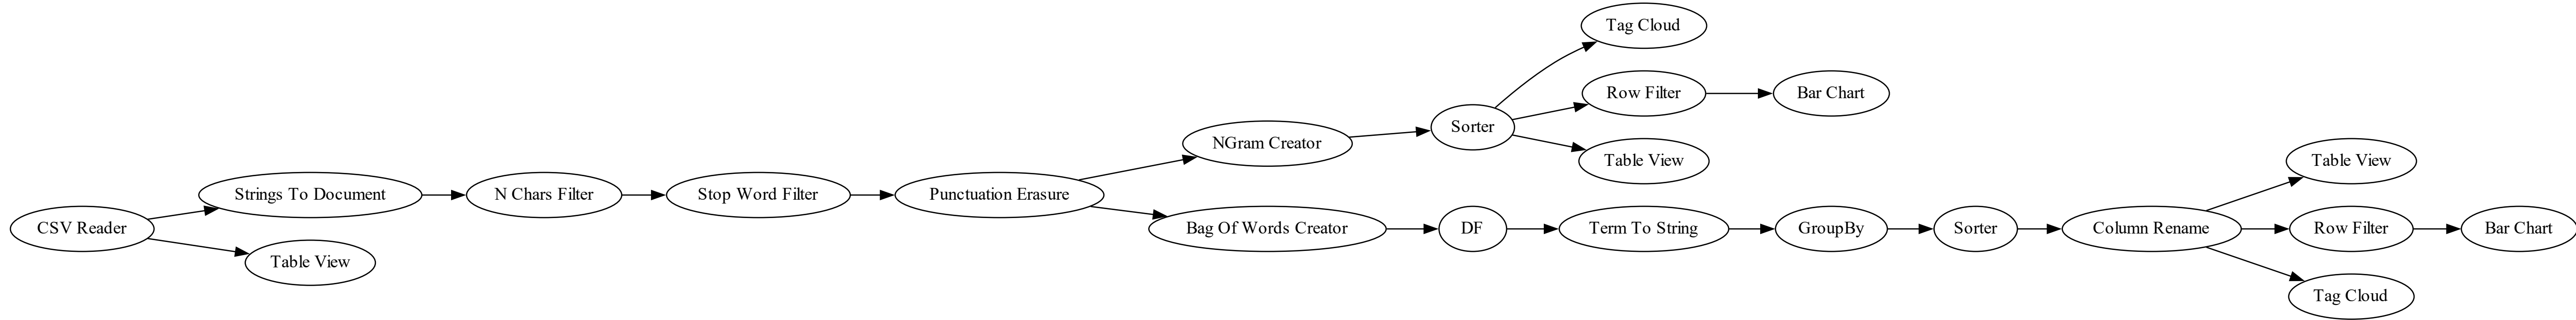 Tag Cloud
Row Filter
Bar Chart
Sorter
NGram Creator
Table View
Table View
Strings To Document
N Chars Filter
Stop Word Filter
Punctuation Erasure
CSV Reader
Bag Of Words Creator
DF
Term To String
GroupBy
Sorter
Column Rename
Row Filter
Bar Chart
Table View
Tag Cloud